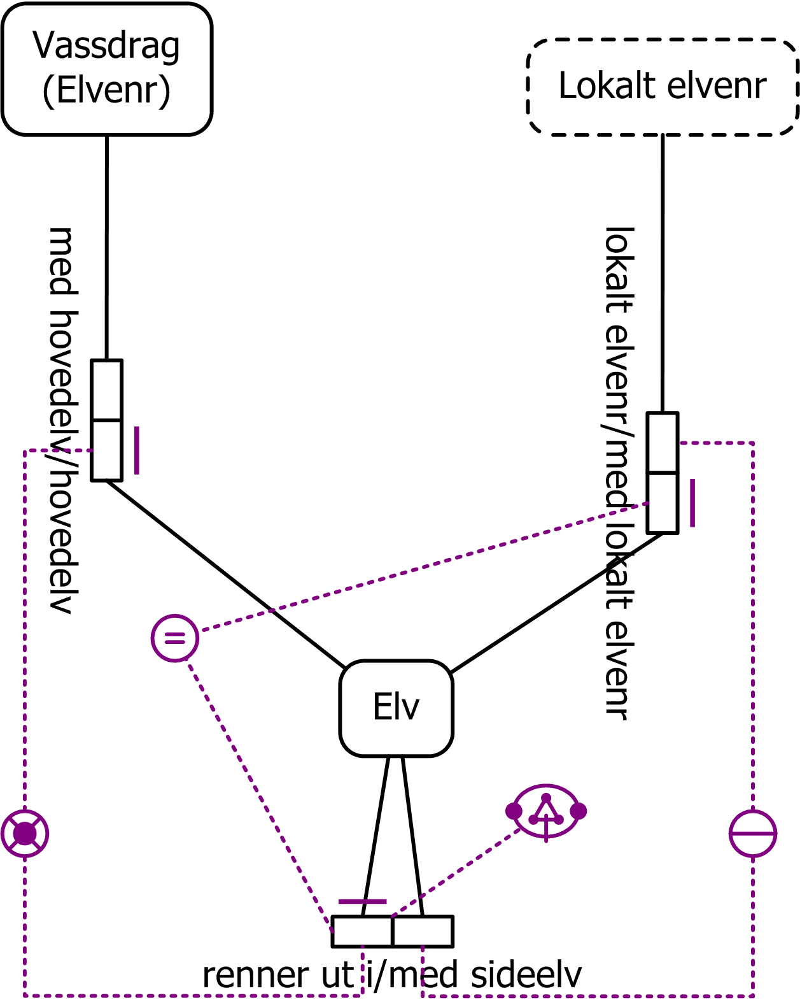 Vassdrag
(Elvenr)
Lokalt elvenr
med hovedelv/hovedelv
lokalt elvenr/med lokalt elvenr
=
Elv
renner ut i/med sideelv